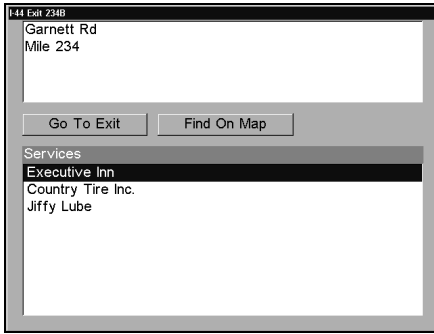 I-44 Exit 234B
Garnett Rd
Mile 234
Go To Exit
Find On Map
Services
Executive Inn
Country Tire Inc.
Jiffy Lube